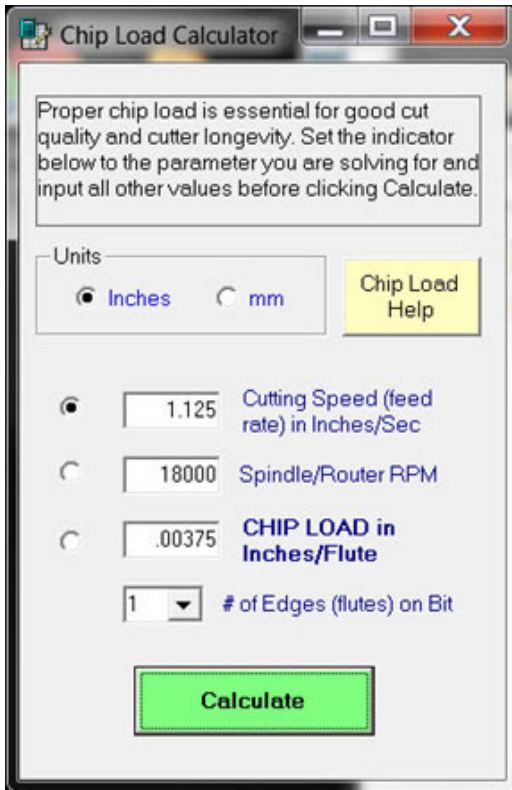 Chip Load Calculator
Proper chip load is essential for good cut
quality and cutter longevity. Set the indicator
below to the parameter you are solving for and
input all other values before clicking Calculate.
Units
Inches
mm
Chip Load
Help
1.125
Cutting Speed (feed
rate) in Inches/Sec
18000
Spindle/Router RPM
.00375
CHIP LOAD in
Inches/Flute
1
# of Edges (flutes) on Bit
Calculate